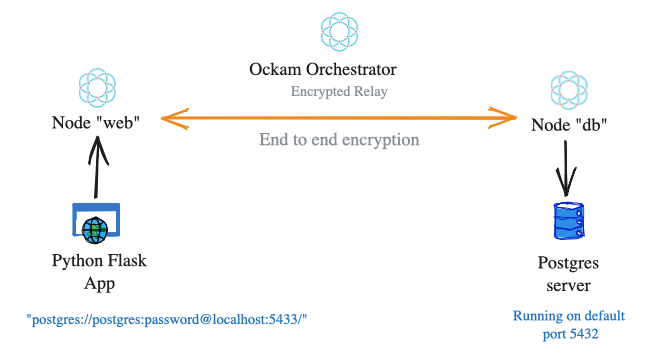 Ockam Orchestrator
Encrypted Relay
Node "web"
Node "db"
End to end encryption
Python Flask
App
Postgres
server
"postgres://postgres:password@localhost:5433/"
Running on default
port 5432